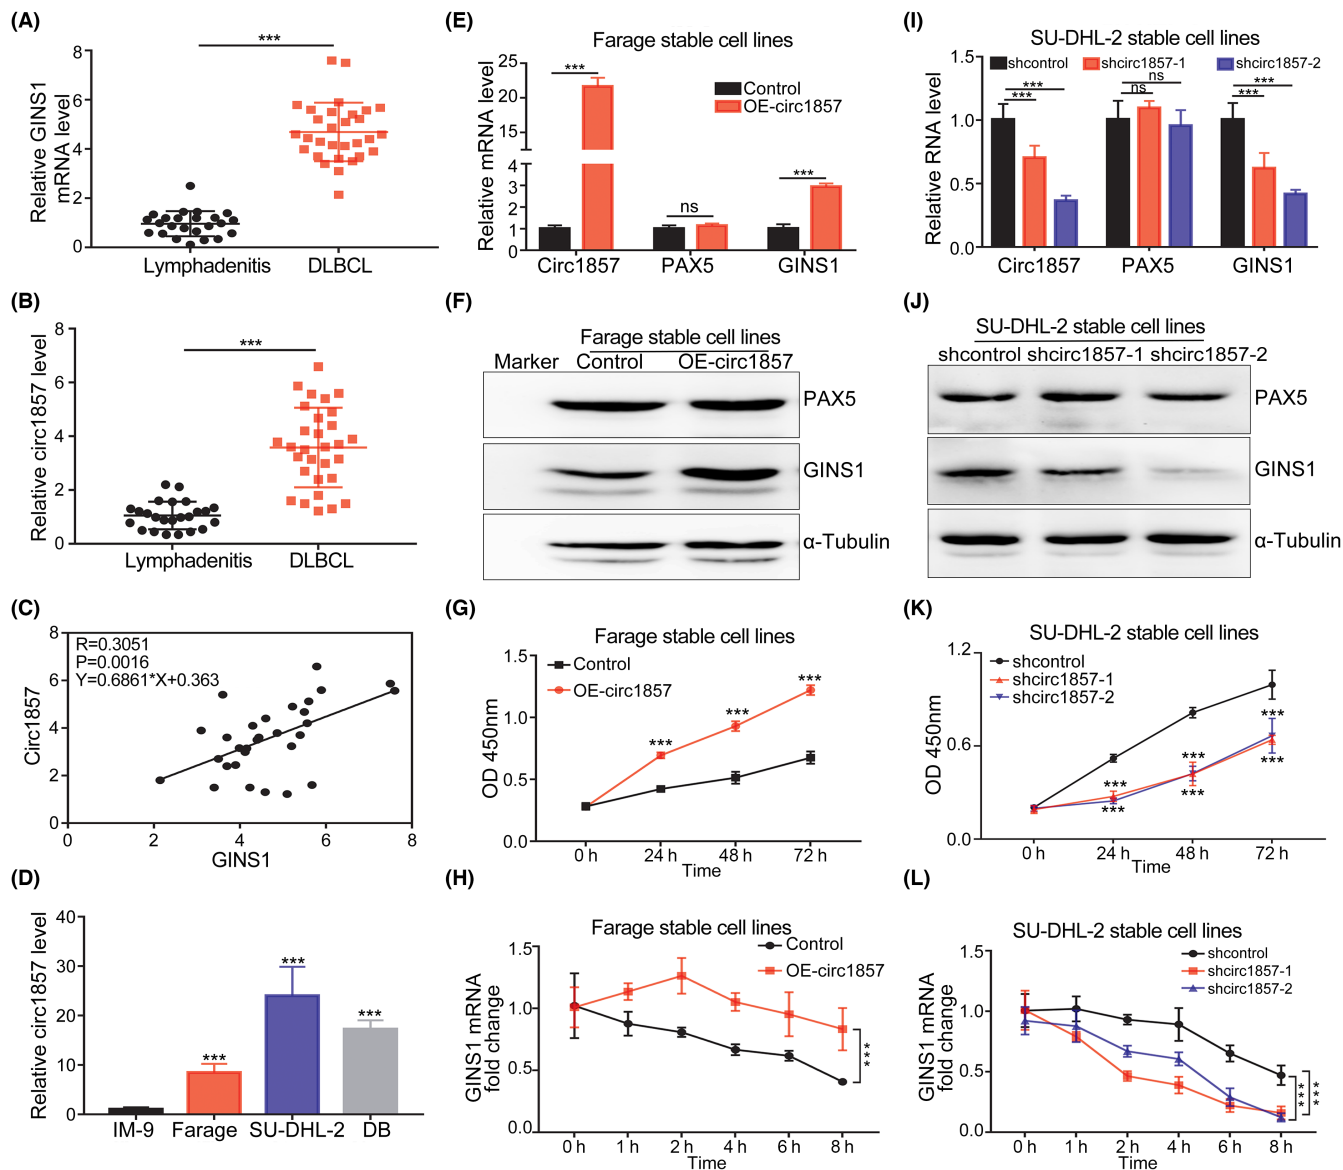 (A)
***
Relative GINS1
mRNA level
8
6
4
2
0
Lymphadenitis
DLBCL
(B)
***
Relative circ1857 level
8
6
4
2
0
Lymphadenitis
DLBCL
(C)
R=0.3051
P=0.0016
Y=0.6861*X+0.363
Circ1857
8
6
4
2
0
0
2
4
6
8
GINS1
(D)
Relative circ1857 level
40
30
20
10
0
***
***
***
IM-9
Farage
SU-DHL-2
DB
(E)
Farage stable cell lines
Relative mRNA level
25
20
15
4
3
2
1
0
***
ns
***
Control
OE-circ1857
Circ1857
PAX5
GINS1
(F)
Farage stable cell lines
Marker
Control
OE-circ1857
PAX5
GINS1
α-Tubulin
(G)
Farage stable cell lines
Control
OE-circ1857
OD 450nm
1.5
1.0
0.5
0.0
***
***
***
0 h
24 h
48 h
72 h
Time
(H)
Farage stable cell lines
Control
OE-circ1857
GINS1 mRNA
fold change
1.5
1.0
0.5
0.0
***
0 h
1 h
2 h
4 h
6 h
8 h
Time
(I)
SU-DHL-2 stable cell lines
shcontrol
shcirc1857-1
shcirc1857-2
Relative RNA level
1.5
1.0
0.5
0.0
***
***
ns
ns
***
***
Circ1857
PAX5
GINS1
(J)
SU-DHL-2 stable cell lines
shcontrol
shcirc1857-1
shcirc1857-2
PAX5
GINS1
α-Tubulin
(K)
SU-DHL-2 stable cell lines
shcontrol
shcirc1857-1
shcirc1857-2
OD 450nm
1.2
0.6
0.0
***
***
***
***
***
***
0 h
24 h
48 h
72 h
Time
(L)
SU-DHL-2 stable cell lines
shcontrol
shcirc1857-1
shcirc1857-2
GINS1 mRNA
fold change
1.5
1.0
0.5
0.0
***
***
0 h
1 h
2 h
4 h
6 h
8 h
Time